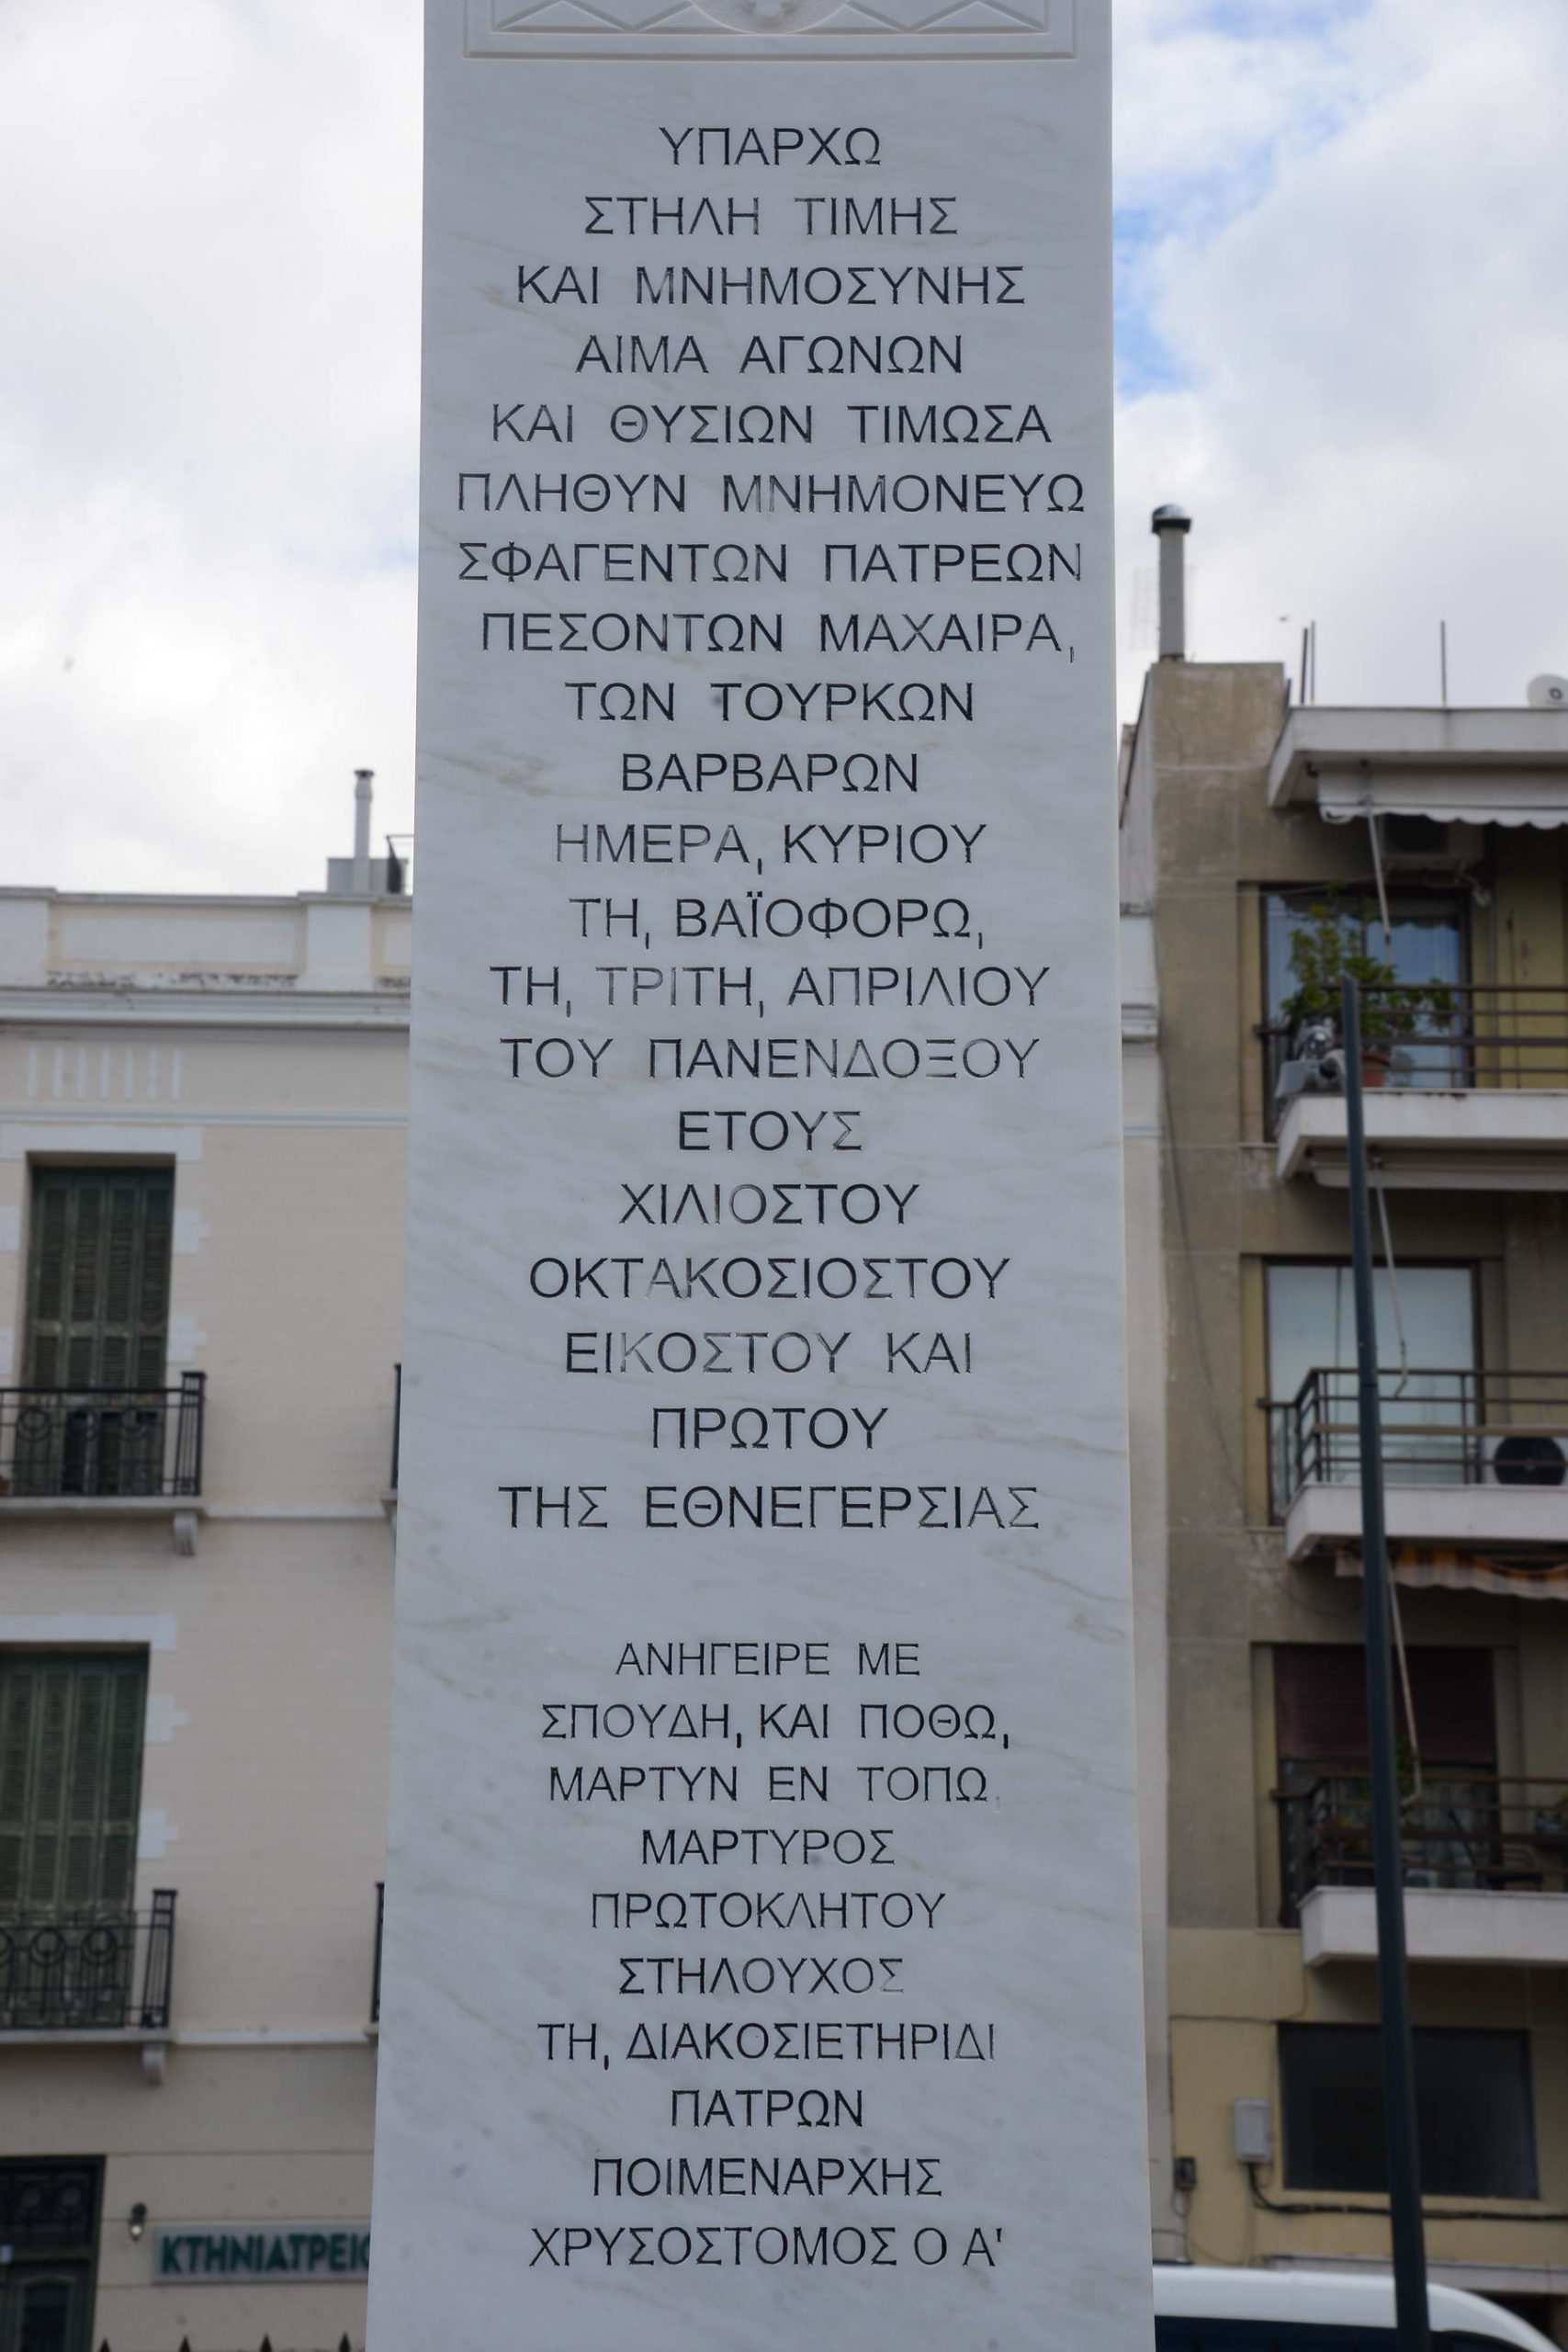 ΥΠΑΡΧΩ
ΣΤΗΛΗ ΤΙΜΗΣ
ΚΑΙ ΜΝΗΜΟΣΥΝΗΣ
ΑΙΜΑ ΑΓΩΝΩΝ
ΚΑΙ ΘΥΣΙΩΝ ΤΙΜΩΣΑ
ΠΛΗΘΥΝ ΜΝΗΜΟΝΕΥΩ
ΣΦΑΓΕΝΤΩΝ ΠΑΤΡΕΩΝ
ΠΕΣΟΝΤΩΝ ΜΑΧΑΙΡΑ,
ΤΩΝ ΤΟΥΡΚΩΝ
ΒΑΡΒΑΡΩΝ
ΗΜΕΡΑ, ΚΥΡΙΟΥ
ΤΗ, ΒΑΪΟΦΟΡΩ,
ΤΗ, ΤΡΙΤΗ, ΑΠΡΙΛΙΟΥ
ΤΟΥ ΠΑΝΕΝΔΟΞΟΥ
ΕΤΟΥΣ
ΧΙΛΙΟΣΤΟΥ
ΟΚΤΑΚΟΣΙΟΣΤΟΥ
ΕΙΚΟΣΤΟΥ ΚΑΙ
ΠΡΩΤΟΥ
ΤΗΣ ΕΘΝΕΓΕΡΣΙΑΣ
ΑΝΗΓΕΙΡΕ ΜΕ
ΣΠΟΥΔΗ, ΚΑΙ ΠΟΘΩ,
ΜΑΡΤΥΝ ΕΝ ΤΟΠΩ,
ΜΑΡΤΥΡΟΣ
ΠΡΩΤΟΚΛΗΤΟΥ
ΣΤΗΛΟΥΧΟΣ
ΤΗ, ΔΙΑΚΟΣΙΕΤΗΡΙΔΙ
ΠΑΤΡΩΝ
ΠΟΙΜΕΝΑΡΧΗΣ
ΧΡΥΣΟΣΤΟΜΟΣ Ο Α'
ΚΤΗΝΙΑΤΡΕΙΟ